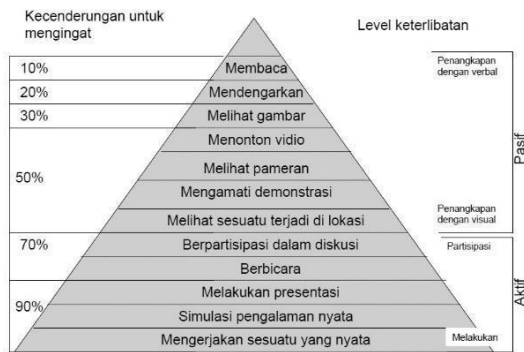 Kecenderungan untuk
mengingat
Level keterlibatan
10%
Membaca
Penangkapan
dengan verbal
20%
Mendengarkan
30%
Melihat gambar
Menonton vidio
50%
Melihat pameran
Mengamati demonstrasi
Melihat sesuatu terjadi di lokasi
Penangkapan
dengan visual
Pasif
70%
Berpartisipasi dalam diskusi
Partisipasi
Berbicara
90%
Melakukan presentasi
Simulasi pengalaman nyata
Mengerjakan sesuatu yang nyata
Melakukan
Aktif